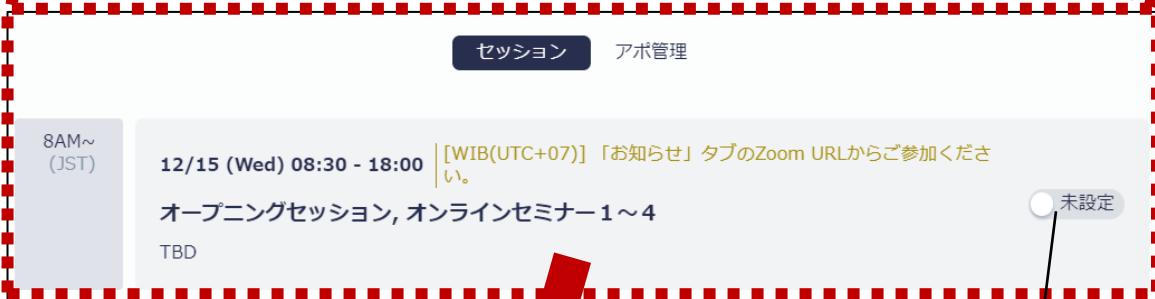 セッション
アポ管理
8AM~
(JST)
12/15 (Wed) 08:30 - 18:00
[WIB(UTC+07)] 「お知らせ」タブのZoom URLからご参加くださ
い。
オープニングセッション, オンラインセミナー１～４
未設定
TBD